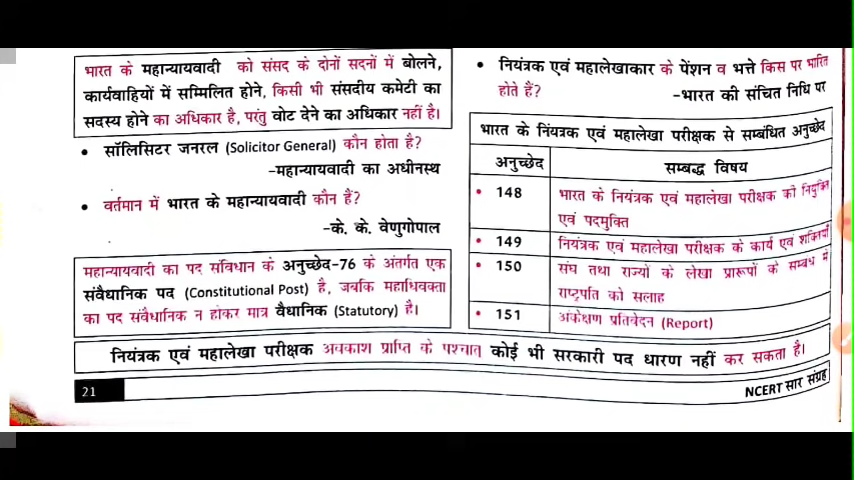 भारत के महान्यायवादी को संसद के दोनों सदनों में बोलने,
कार्यवाहियों में सम्मिलित होने, किसी भी संसदीय कमेटी का
सदस्य होने का अधिकार है, परंतु वोट देने का अधिकार नहीं है।
• सॉलिसिटर जनरल (Solicitor General) कौन होता है?
-महान्यायवादी का अधीनस्थ
• वर्तमान में भारत के महान्यायवादी कौन हैं?
-के. के. वेणुगोपाल
महान्यायवादी का पद संविधान के अनुच्छेद-76 के अंतर्गत एक
संवैधानिक पद (Constitutional Post) है, जबकि महाधिवक्ता
का पद संवैधानिक न होकर मात्र वैधानिक (Statutory) है।
• नियंत्रक एवं महालेखाकार के पेंशन व भत्ते किस पर भारित
होते हैं?
-भारत की संचित निधि पर
भारत के नियंत्रक एवं महालेखा परीक्षक से सम्बंधित अनुच्छेद
अनुच्छेद सम्बद्ध विषय
• 148 भारत के नियंत्रक एवं महालेखा परीक्षक की नियुक्ति
एवं पदमुक्ति
• 149 नियंत्रक एवं महालेखा परीक्षक के कार्य एवं शक्तियाँ
• 150 संघ तथा राज्यों के लेखा प्रारूपों के सम्बंध में
राष्ट्रपति को सलाह
• 151 अंकेक्षण प्रतिवेदन (Report)
नियंत्रक एवं महालेखा परीक्षक अवकाश प्राप्ति के पश्चात् कोई भी सरकारी पद धारण नहीं कर सकता है।
21
NCERT सार संग्रह